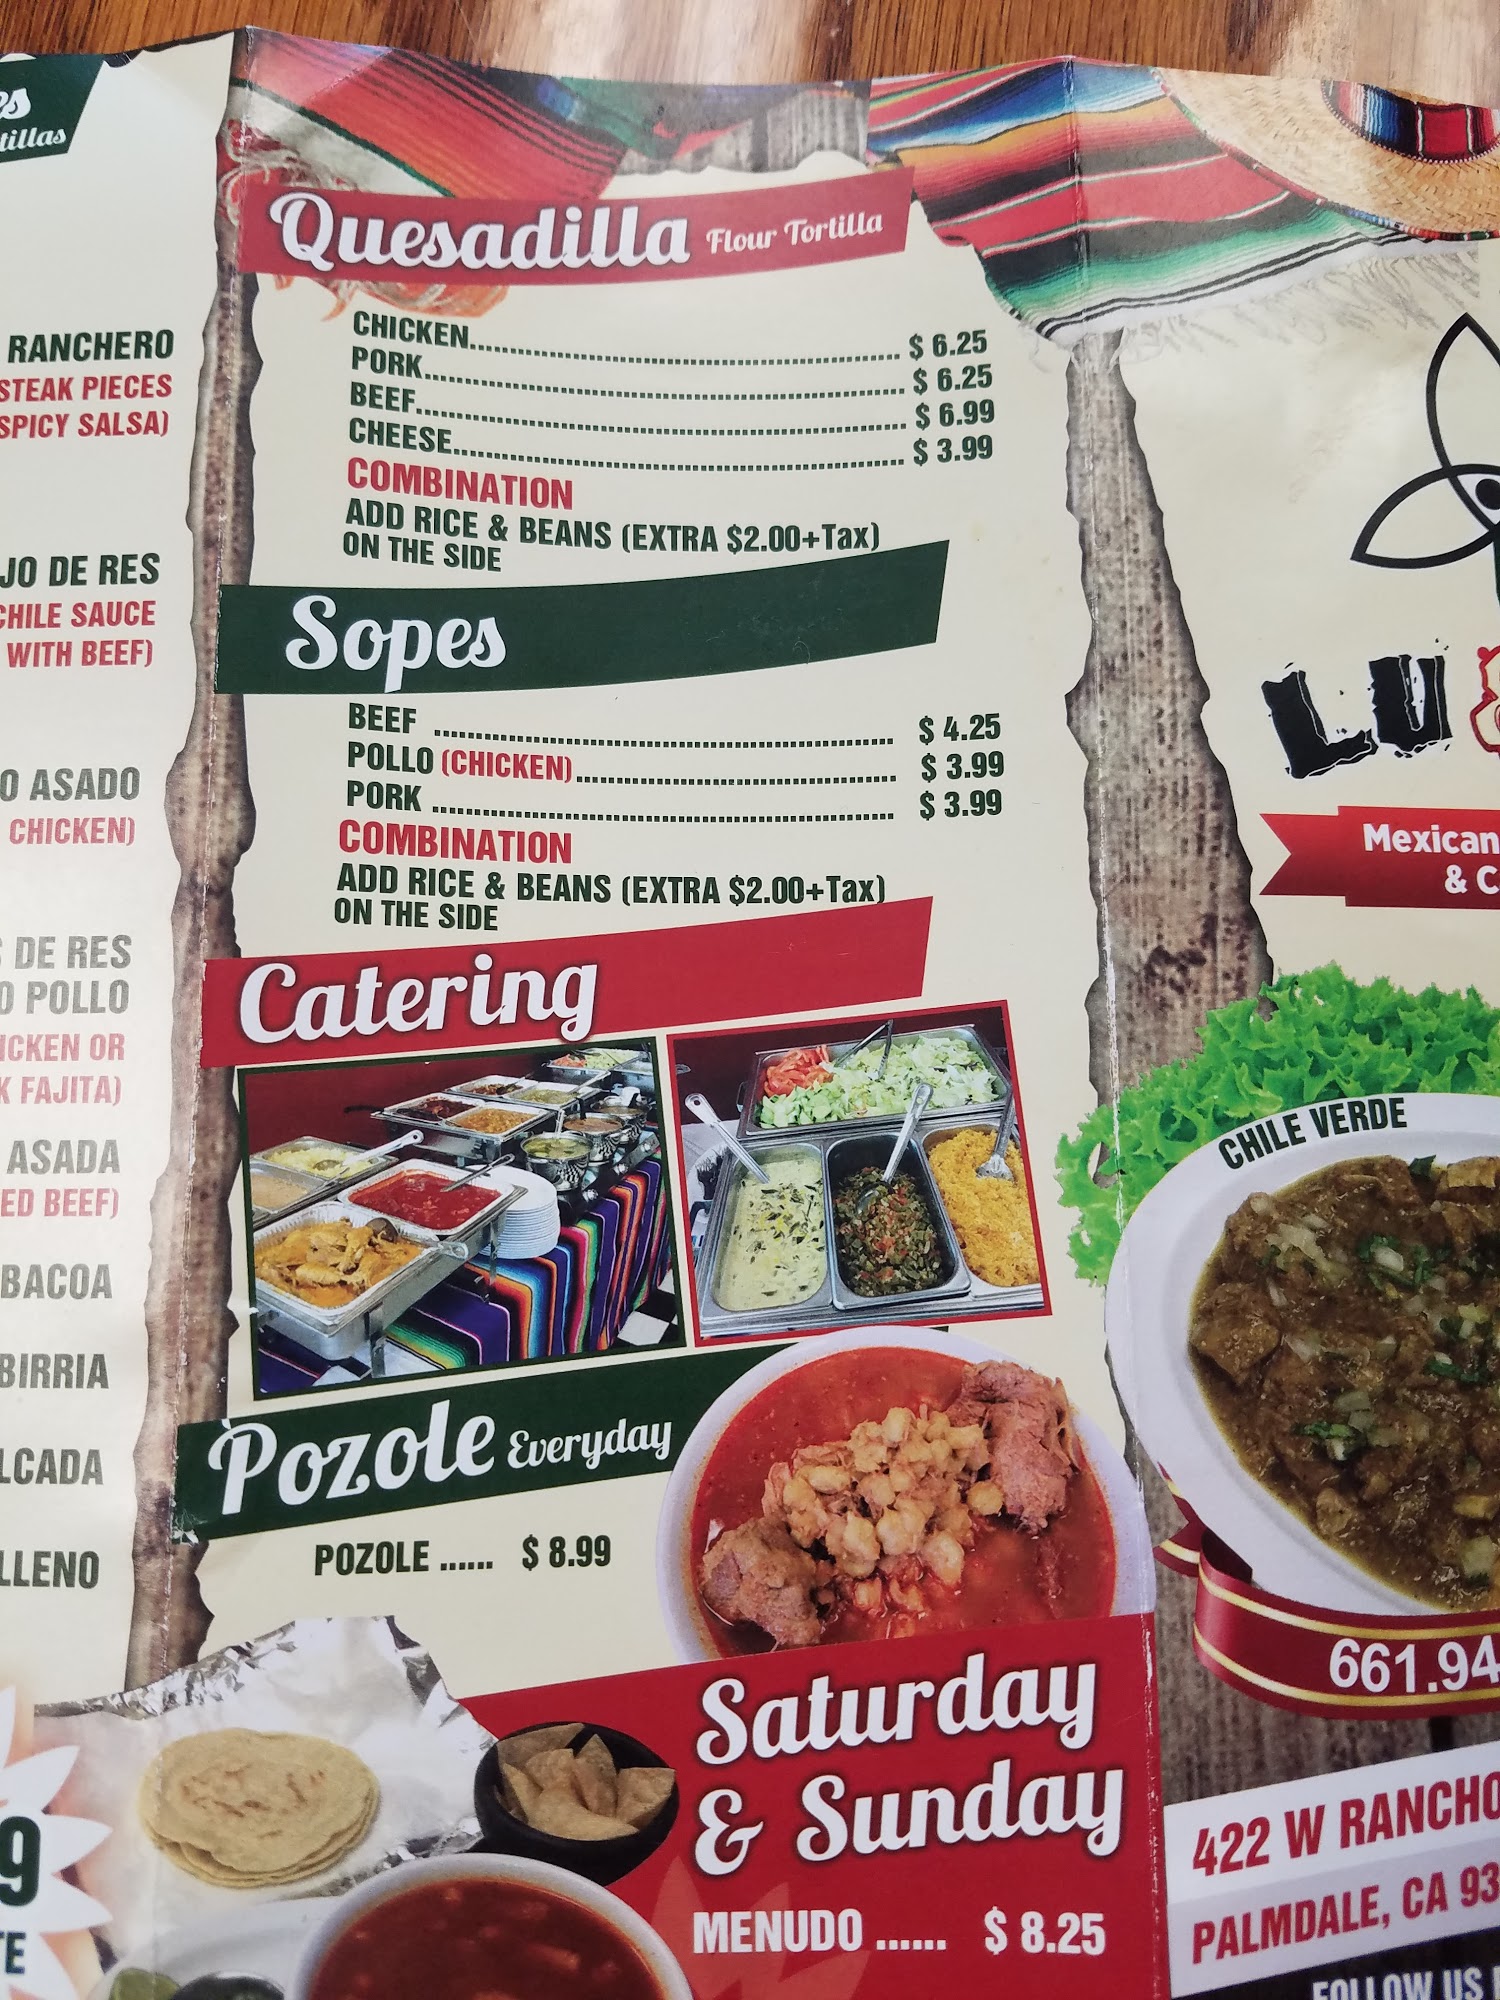 tillas
RANCHERO
STEAK PIECES
SPICY SALSA)
JO DE RES
CHILE SAUCE
WITH BEEF)
O ASADO
CHICKEN)
DE RES
O POLLO
ICKEN OR
K FAJITA)
ASADA
ED BEEF)
BACOA
BIRRIA
LCADA
LLENO
9
TE
Quesadilla Flour Tortilla
CHICKEN........ $ 6.25
PORK........ $ 6.25
BEEF........ $ 6.99
CHEESE........ $ 3.99
COMBINATION
ADD RICE & BEANS (EXTRA $2.00+Tax)
ON THE SIDE
Sopes
BEEF ........ $ 4.25
POLLO (CHICKEN)........ $ 3.99
PORK ........ $ 3.99
COMBINATION
ADD RICE & BEANS (EXTRA $2.00+Tax)
ON THE SIDE
Catering
Pozole Everyday
POZOLE ...... $ 8.99
Saturday
& Sunday
MENUDO ...... $ 8.25
LU
Mexican
& C
CHILE VERDE
661.94
422 W RANCHO
PALMDALE, CA 93
FOLLOW US